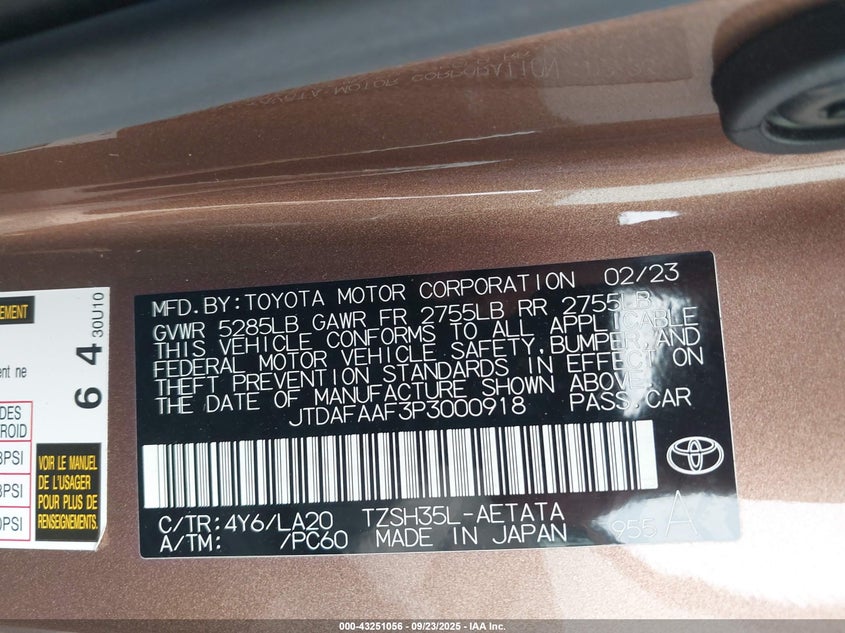 MFD. BY: TOYOTA MOTOR CORPORATION 02/23
GVWR 5285LB GAWR FR 2755LB RR 2755LB
THIS VEHICLE CONFORMS TO ALL APPLICABLE
FEDERAL MOTOR VEHICLE SAFETY, BUMPER, AND
THEFT PREVENTION STANDARDS IN EFFECT ON
THE DATE OF MANUFACTURE SHOWN ABOVE.
JTDAFAAF3P3000918 PASS. CAR
C/TR: 4Y6/LA20 TZSH35L-AETATA
A/TM: /PC60 MADE IN JAPAN 955 A
64
30U10
VOIR LE MANUEL
DE L'USAGER
POUR PLUS DE
RENSEIGNEMENTS.
000-43251056 - 09/23/2025 - IAA Inc.